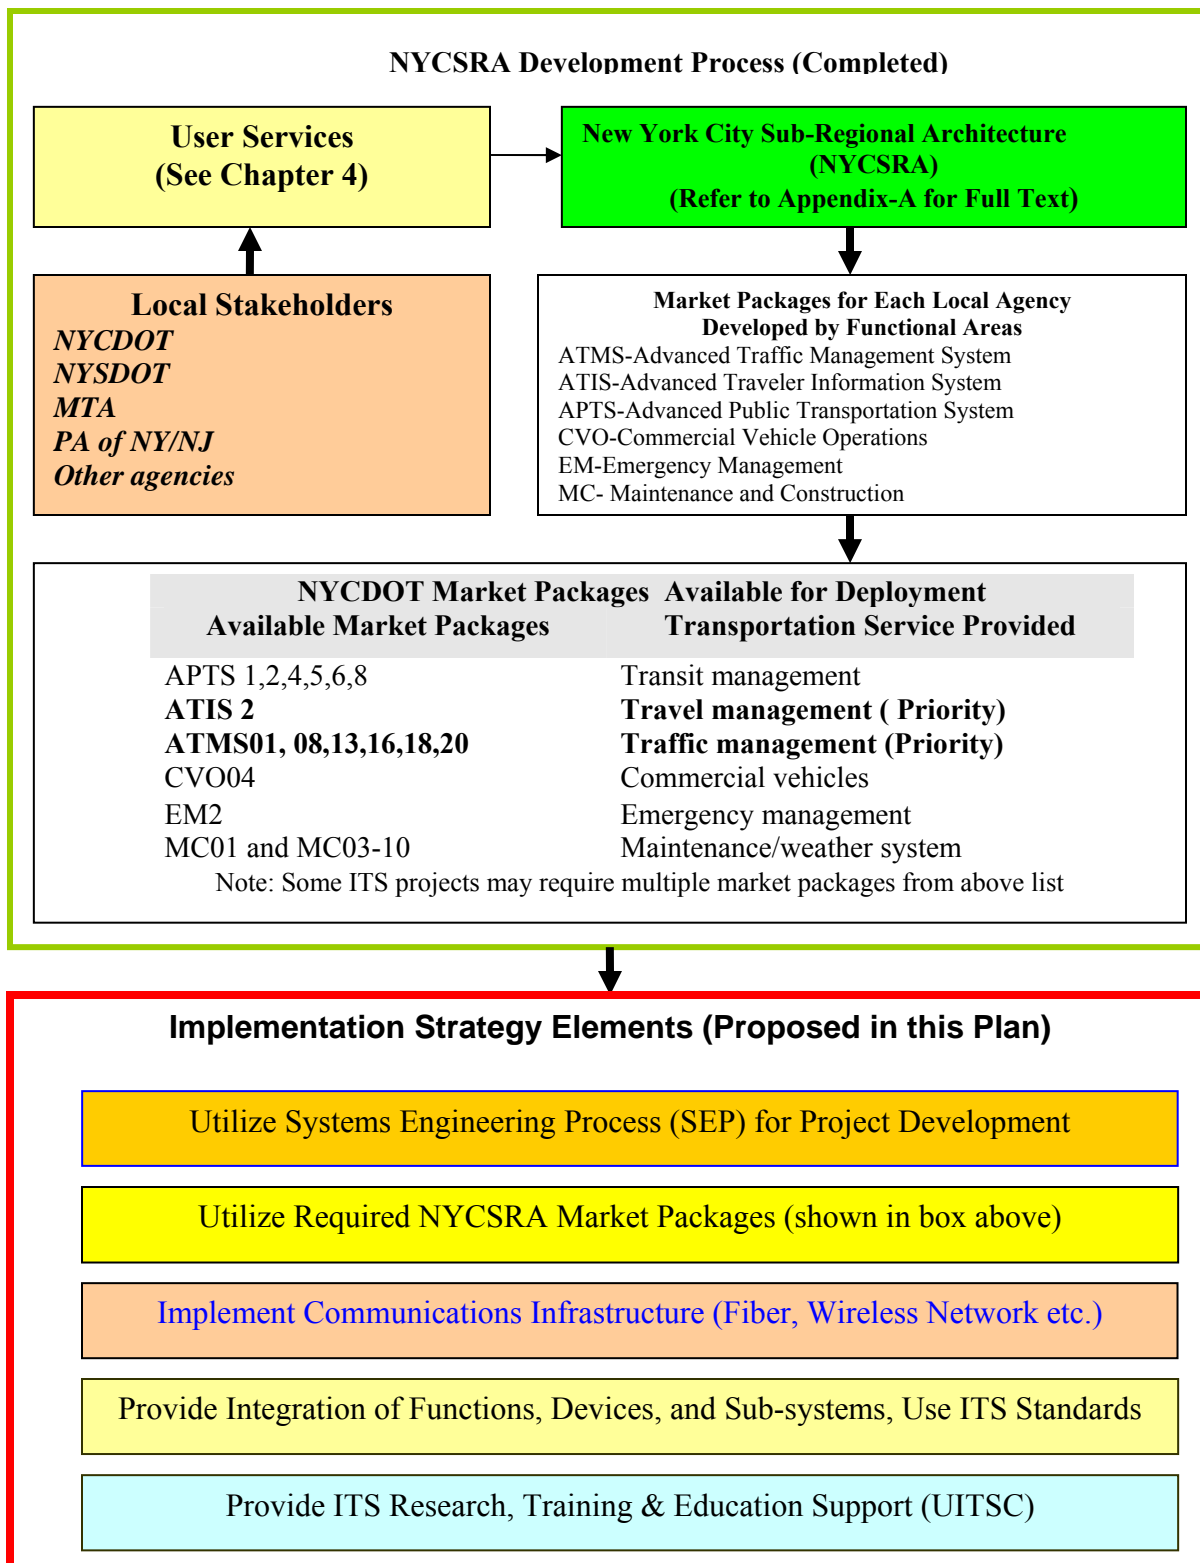 NYCSRA Development Process (Completed)
User Services
(See Chapter 4)
New York City Sub-Regional Architecture
(NYCSRA)
(Refer to Appendix-A for Full Text)
Local Stakeholders
NYCDOT
NYSDOT
MTA
PA of NY/NJ
Other agencies
Market Packages for Each Local Agency
Developed by Functional Areas
ATMS-Advanced Traffic Management System
ATIS-Advanced Traveler Information System
APTS-Advanced Public Transportation System
CVO-Commercial Vehicle Operations
EM-Emergency Management
MC- Maintenance and Construction
NYCDOT Market Packages Available for Deployment
Available Market Packages Transportation Service Provided
APTS 1,2,4,5,6,8 Transit management
ATIS 2 Travel management ( Priority)
ATMS01, 08,13,16,18,20 Traffic management (Priority)
CVO04 Commercial vehicles
EM2 Emergency management
MC01 and MC03-10 Maintenance/weather system
Note: Some ITS projects may require multiple market packages from above list
Implementation Strategy Elements (Proposed in this Plan)
Utilize Systems Engineering Process (SEP) for Project Development
Utilize Required NYCSRA Market Packages (shown in box above)
Implement Communications Infrastructure (Fiber, Wireless Network etc.)
Provide Integration of Functions, Devices, and Sub-systems, Use ITS Standards
Provide ITS Research, Training & Education Support (UITSC)